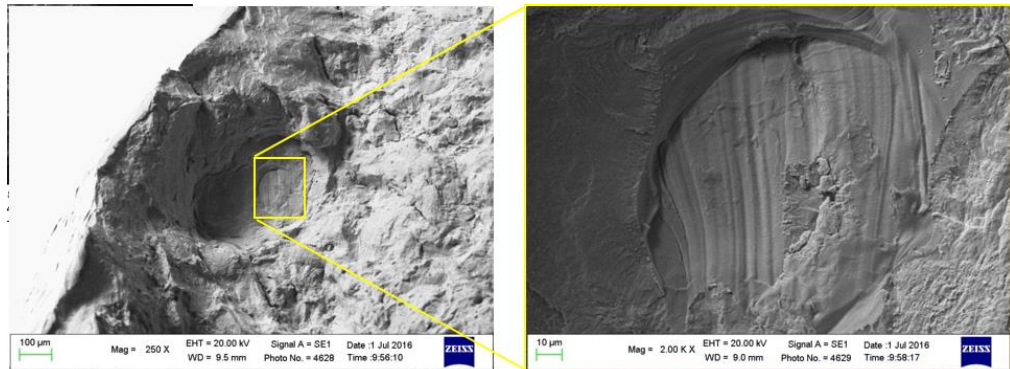 100 µm
Mag = 250 X
EHT = 20.00 kV
WD = 9.5 mm
Signal A = SE1
Photo No. = 4628
Date :1 Jul 2016
Time :9:56:10
ZEISS
10 µm
Mag = 2.00 K X
EHT = 20.00 kV
WD = 9.0 mm
Signal A = SE1
Photo No. = 4629
Date :1 Jul 2016
Time :9:58:17
ZEISS